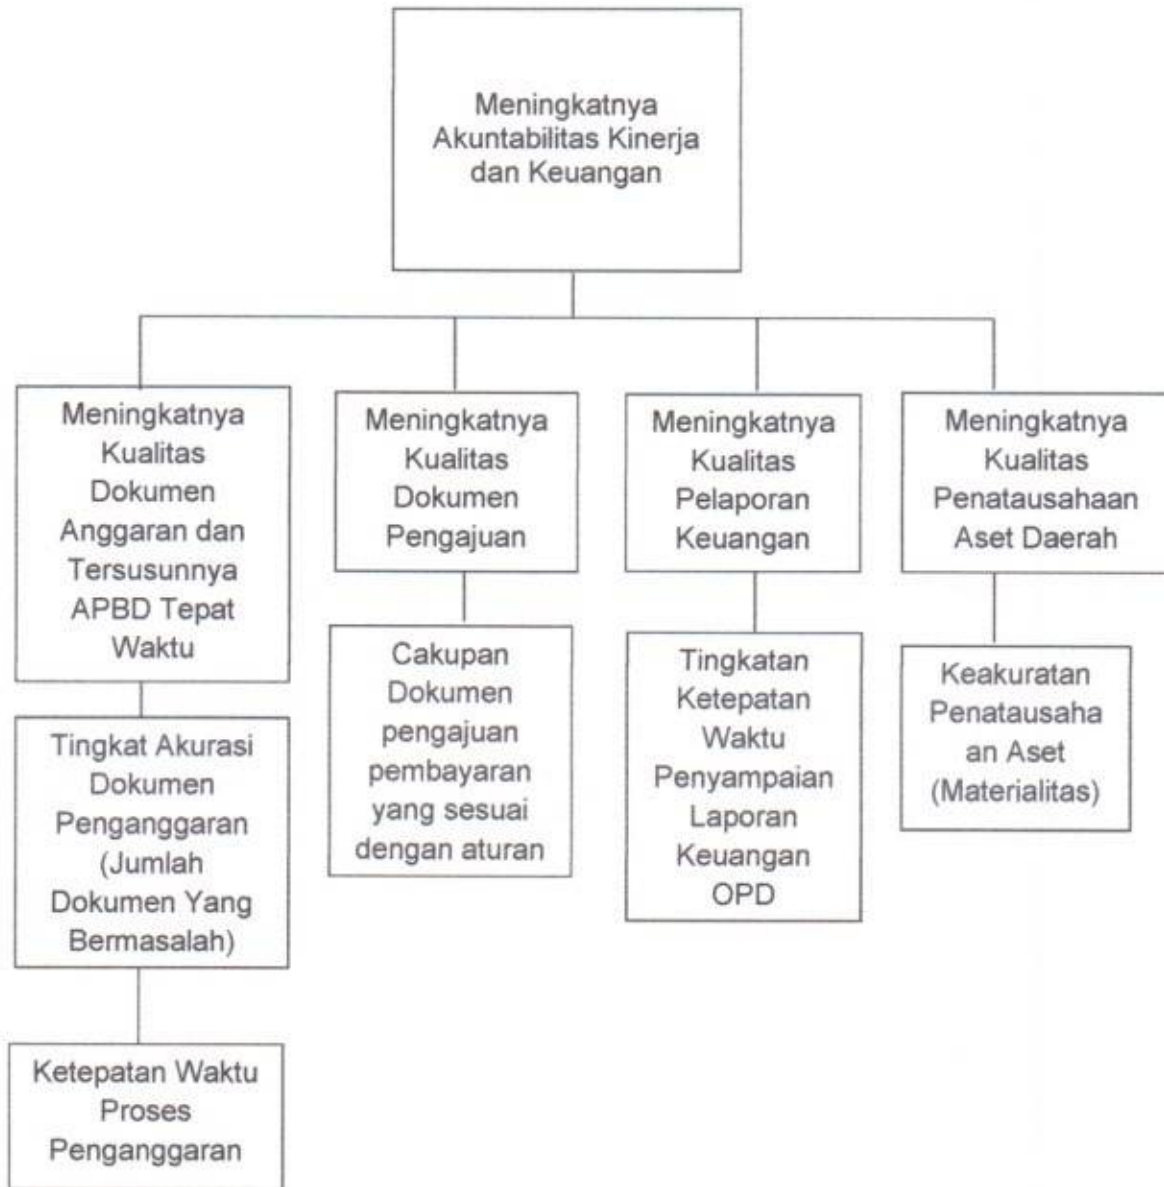 Meningkatnya
Akuntabilitas Kinerja
dan Keuangan
Meningkatnya
Kualitas
Dokumen
Anggaran dan
Tersusunnya
APBD Tepat
Waktu
Meningkatnya
Kualitas
Dokumen
Pengajuan
Meningkatnya
Kualitas
Pelaporan
Keuangan
Meningkatnya
Kualitas
Penatausahaan
Aset Daerah
Tingkat Akurasi
Dokumen
Penganggaran
(Jumlah
Dokumen Yang
Bermasalah)
Cakupan
Dokumen
pengajuan
pembayaran
yang sesuai
dengan aturan
Tingkatan
Ketepatan
Waktu
Penyampaian
Laporan
Keuangan
OPD
Keakuratan
Penatausaha
an Aset
(Materialitas)
Ketepatan Waktu
Proses
Penganggaran